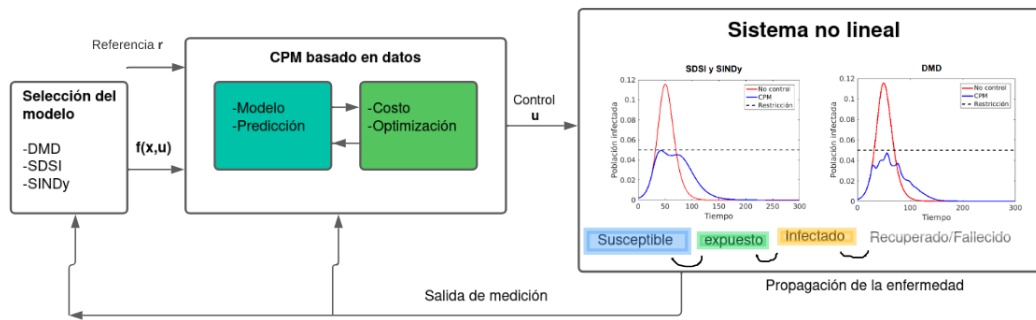 Referencia r
Selección del
modelo
-DMD
-SDSI
-SINDy
f(x,u)
CPM basado en datos
-Modelo
-Predicción
-Costo
-Optimización
Control
u
Sistema no lineal
SDSI y SINDy
0.12
0.1
0.08
0.06
0.04
0.02
0
Población infectada
No control
CPM
Restricción
0 50 100 150 200 250 300
Tiempo
DMD
0.12
0.1
0.08
0.06
0.04
0.02
0
Población infectada
No control
CPM
Restricción
0 100 200 300
Tiempo
Susceptible expuesto Infectado Recuperado/Fallecido
Propagación de la enfermedad
Salida de medición